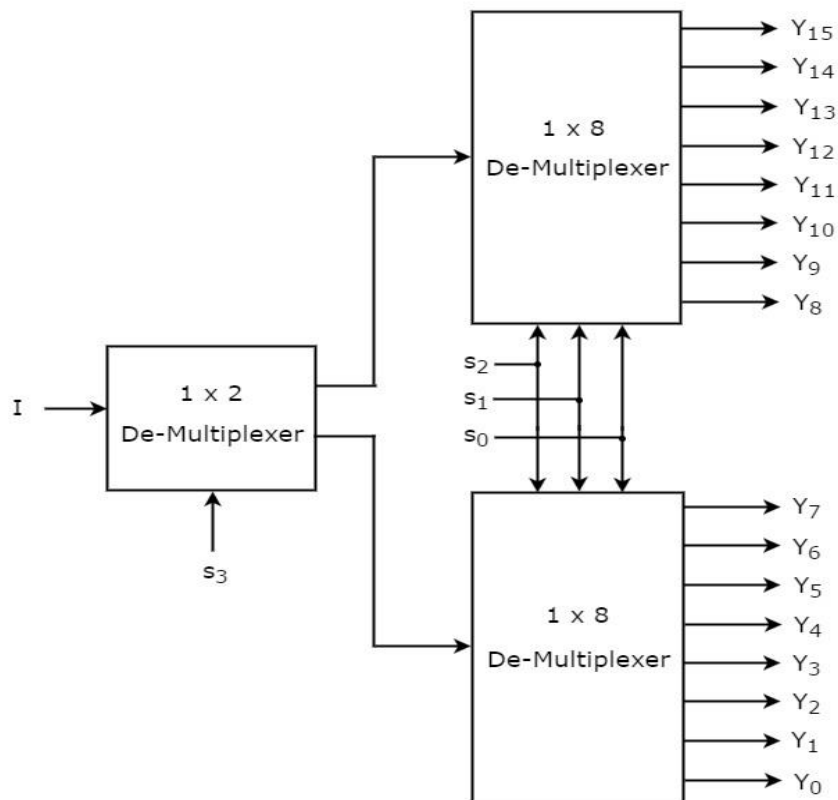 Y₁₅
Y₁₄
Y₁₃
Y₁₂
Y₁₁
Y₁₀
Y₉
Y₈
1 x 8
De-Multiplexer
s₂
s₁
s₀
I
1 x 2
De-Multiplexer
s₃
1 x 8
De-Multiplexer
Y₇
Y₆
Y₅
Y₄
Y₃
Y₂
Y₁
Y₀